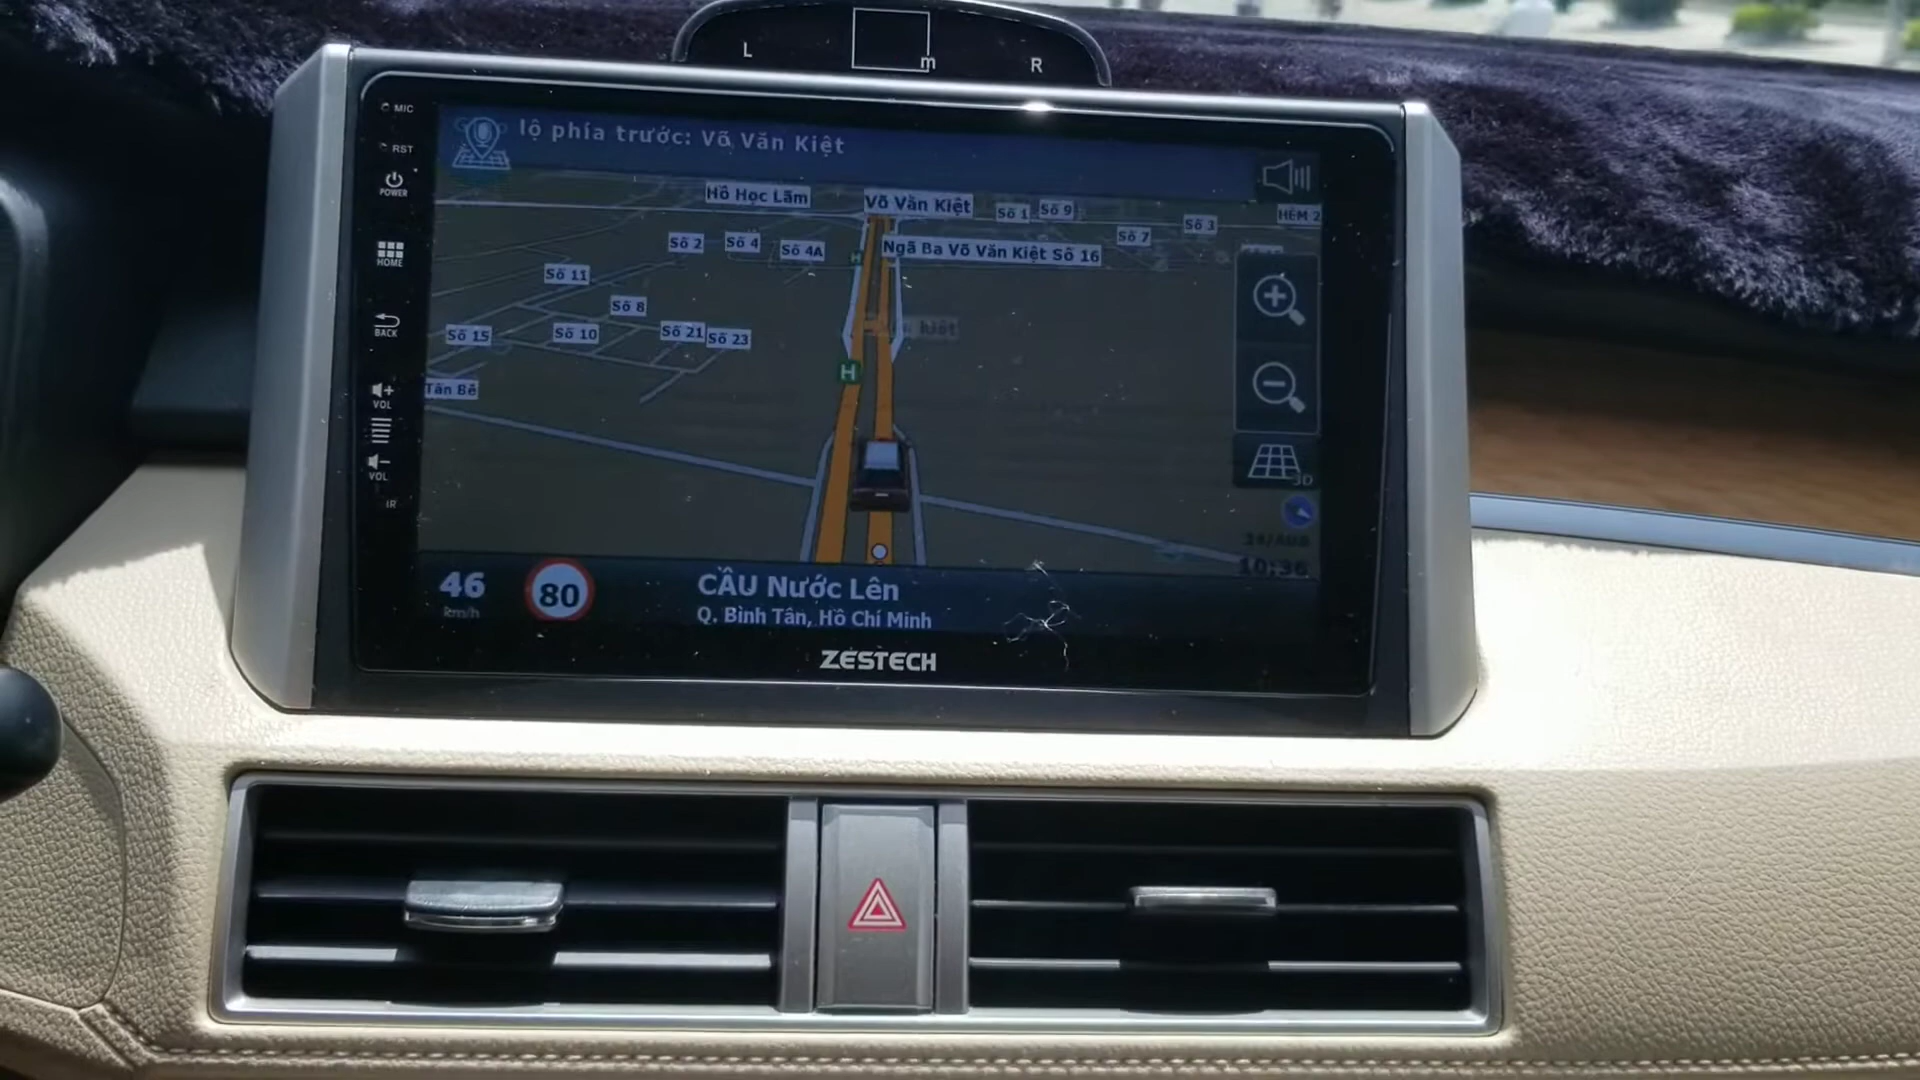 L
m
R
MIC
RST
POWER
HOME
BACK
VOL
VOL
IR
lộ phía trước: Võ Văn Kiệt
Hồ Học Lãm
Võ Văn Kiệt
Số 1
Số 9
Số 3
HẺM 2
Số 2
Số 4
Số 4A
Ngã Ba Võ Văn Kiệt Số 16
Số 7
Số 11
Số 8
Số 15
Số 10
Số 21
Số 23
kiệt
H
H
Tân Bê
3D
10:36
46
km/h
80
CẦU Nước Lên
Q. Bình Tân, Hồ Chí Minh
ZESTECH